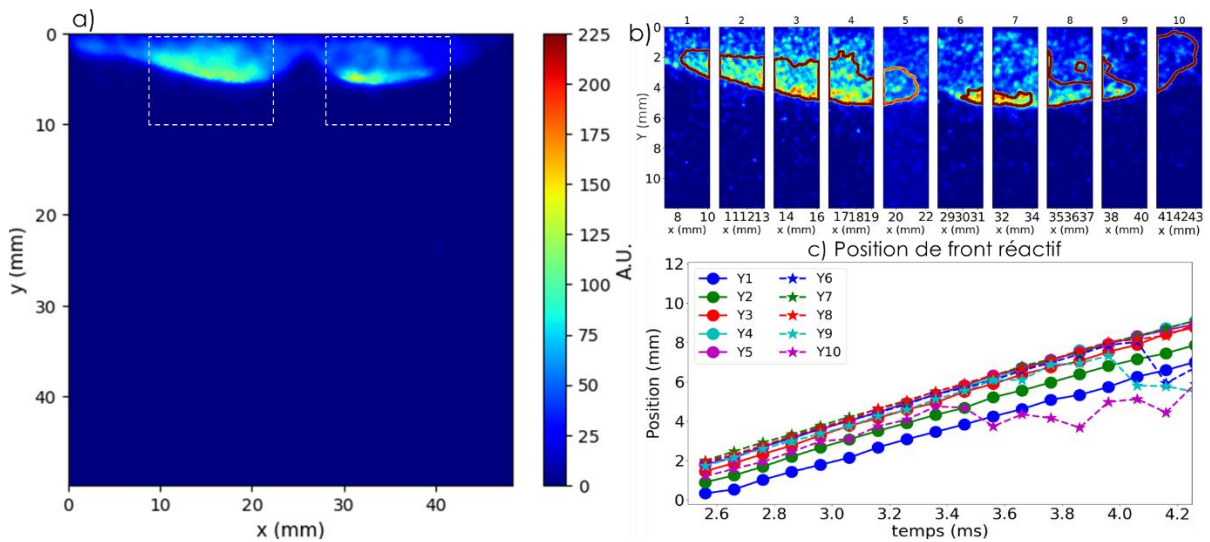 a)
0
10
20
30
40
y (mm)
0 10 20 30 40
x (mm)
225
200
175
150
125
100
75
50
25
0
A.U.
b)
1 2 3 4 5 6 7 8 9 10
0
2
4
6
8
10
Y (mm)
8 10 111213 14 16 171819 20 22 293031 32 34 353637 38 40 414243
x (mm) x (mm) x (mm) x (mm) x (mm) x (mm) x (mm) x (mm) x (mm) x (mm)
c) Position de front réactif
12
10
8
6
4
2
0
Position (mm)
Y1 Y6
Y2 Y7
Y3 Y8
Y4 Y9
Y5 Y10
2.6 2.8 3.0 3.2 3.4 3.6 3.8 4.0 4.2
temps (ms)